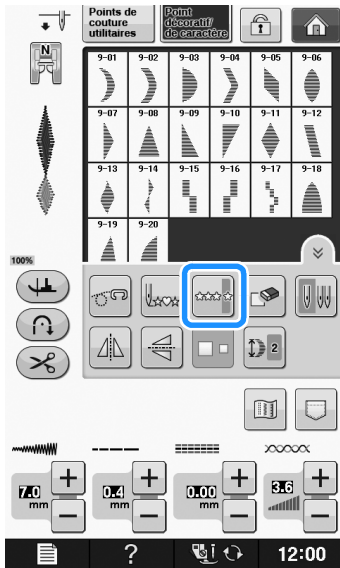 Points de couture utilitaires
Point décoratif/ de caractère
N
9-01 9-02 9-03 9-04 9-05 9-06
9-07 9-08 9-09 9-10 9-11 9-12
9-13 9-14 9-15 9-16 9-17 9-18
9-19 9-20
100%
2
7.0 mm
0.4 mm
0.00 mm
3.6
?
12:00